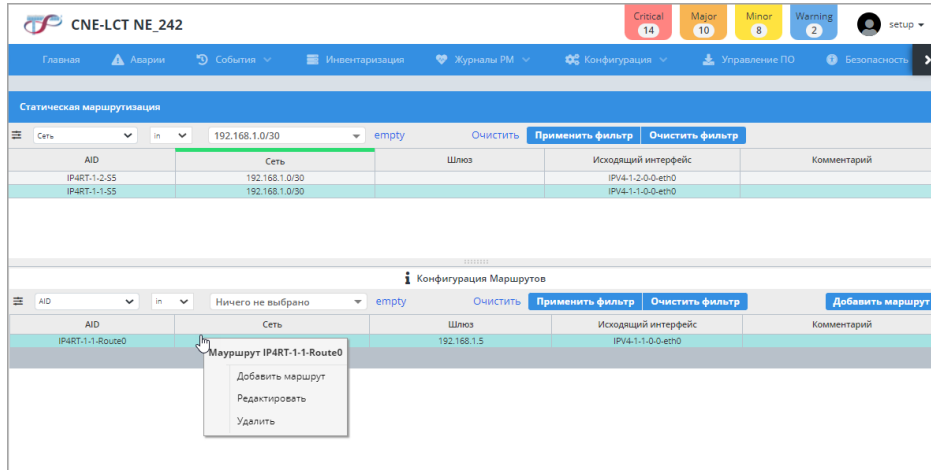 CNE-LCT NE_242
Critical 14 Major 10 Minor 8 Warning 2 setup
Главная Аварии События Инвентаризация Журналы PM Конфигурация Управление ПО Безопасность
Статическая маршрутизация
Сеть in 192.168.1.0/30 empty Очистить Применить фильтр Очистить фильтр
AID Сеть Шлюз Исходящий интерфейс Комментарий
IP4RT-1-2-S5 192.168.1.0/30 IPV4-1-2-0-0-eth0
IP4RT-1-1-S5 192.168.1.0/30 IPV4-1-1-0-0-eth0
Конфигурация Маршрутов
AID in Ничего не выбрано empty Очистить Применить фильтр Очистить фильтр Добавить маршрут
AID Сеть Шлюз Исходящий интерфейс Комментарий
IP4RT-1-1-Route0 192.168.1.5 IPV4-1-1-0-0-eth0
Мауршрут IP4RT-1-1-Route0
Добавить маршрут
Редактировать
Удалить